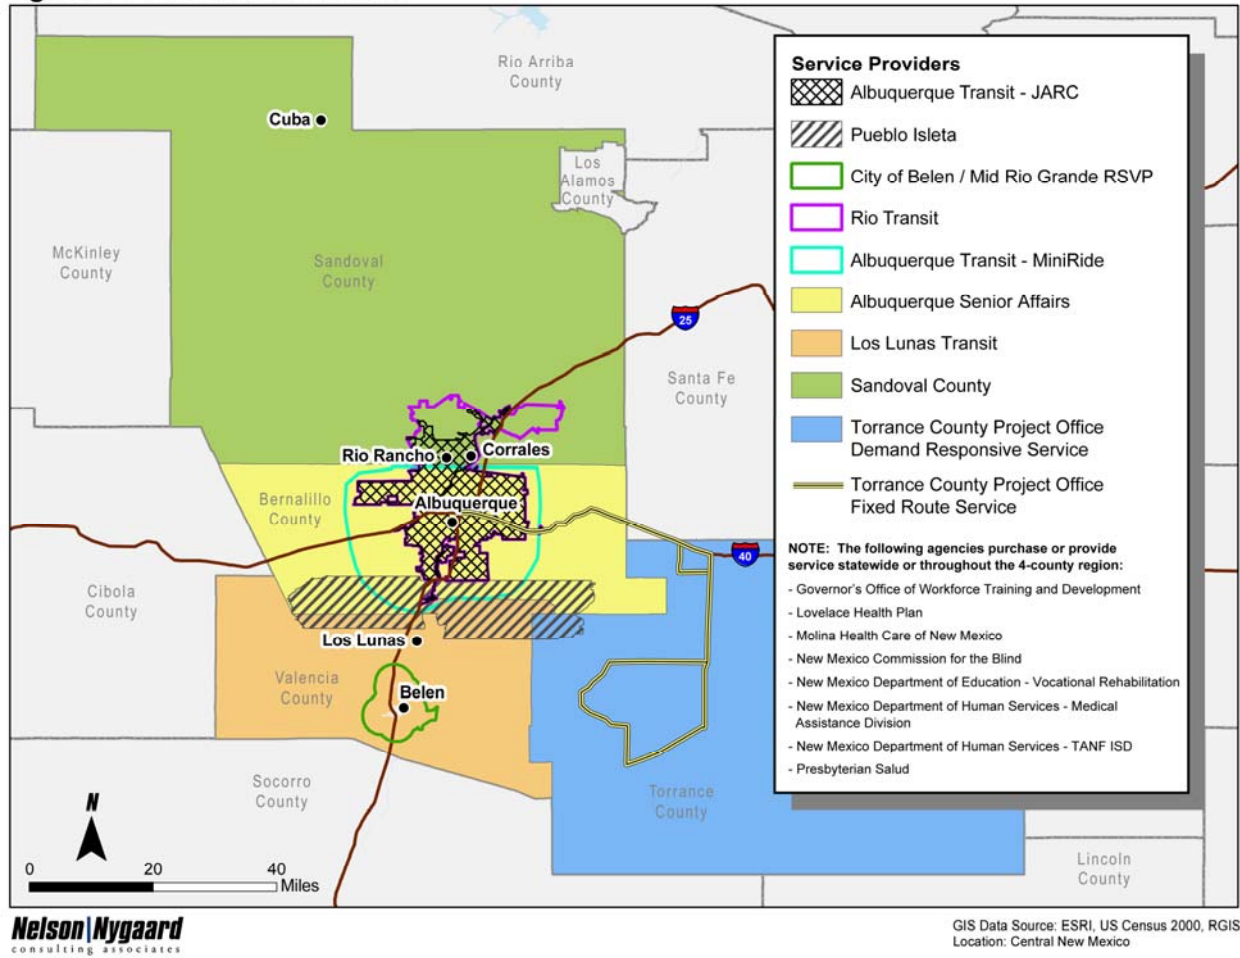 Rio Arriba
County
Cuba
Los
Alamos
County
McKinley
County
Sandoval
County
25
Santa Fe
County
Rio Rancho
Corrales
Bernalillo
County
Albuquerque
40
Cibola
County
Los Lunas
Valencia
County
Belen
Socorro
County
Torrance
County
Lincoln
County
N
0 20 40
Miles
Service Providers
Albuquerque Transit - JARC
Pueblo Isleta
City of Belen / Mid Rio Grande RSVP
Rio Transit
Albuquerque Transit - MiniRide
Albuquerque Senior Affairs
Los Lunas Transit
Sandoval County
Torrance County Project Office
Demand Responsive Service
Torrance County Project Office
Fixed Route Service
NOTE: The following agencies purchase or provide
service statewide or throughout the 4-county region:
- Governor's Office of Workforce Training and Development
- Lovelace Health Plan
- Molina Health Care of New Mexico
- New Mexico Commission for the Blind
- New Mexico Department of Education - Vocational Rehabilitation
- New Mexico Department of Human Services - Medical
Assistance Division
- New Mexico Department of Human Services - TANF ISD
- Presbyterian Salud
Nelson|Nygaard
consulting associates
GIS Data Source: ESRI, US Census 2000, RGIS
Location: Central New Mexico